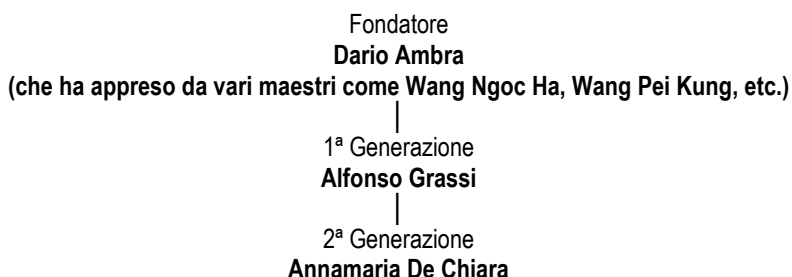 Fondatore
Dario Ambra
(che ha appreso da vari maestri come Wang Ngoc Ha, Wang Pei Kung, etc.)
1ª Generazione
Alfonso Grassi
2ª Generazione
Annamaria De Chiara